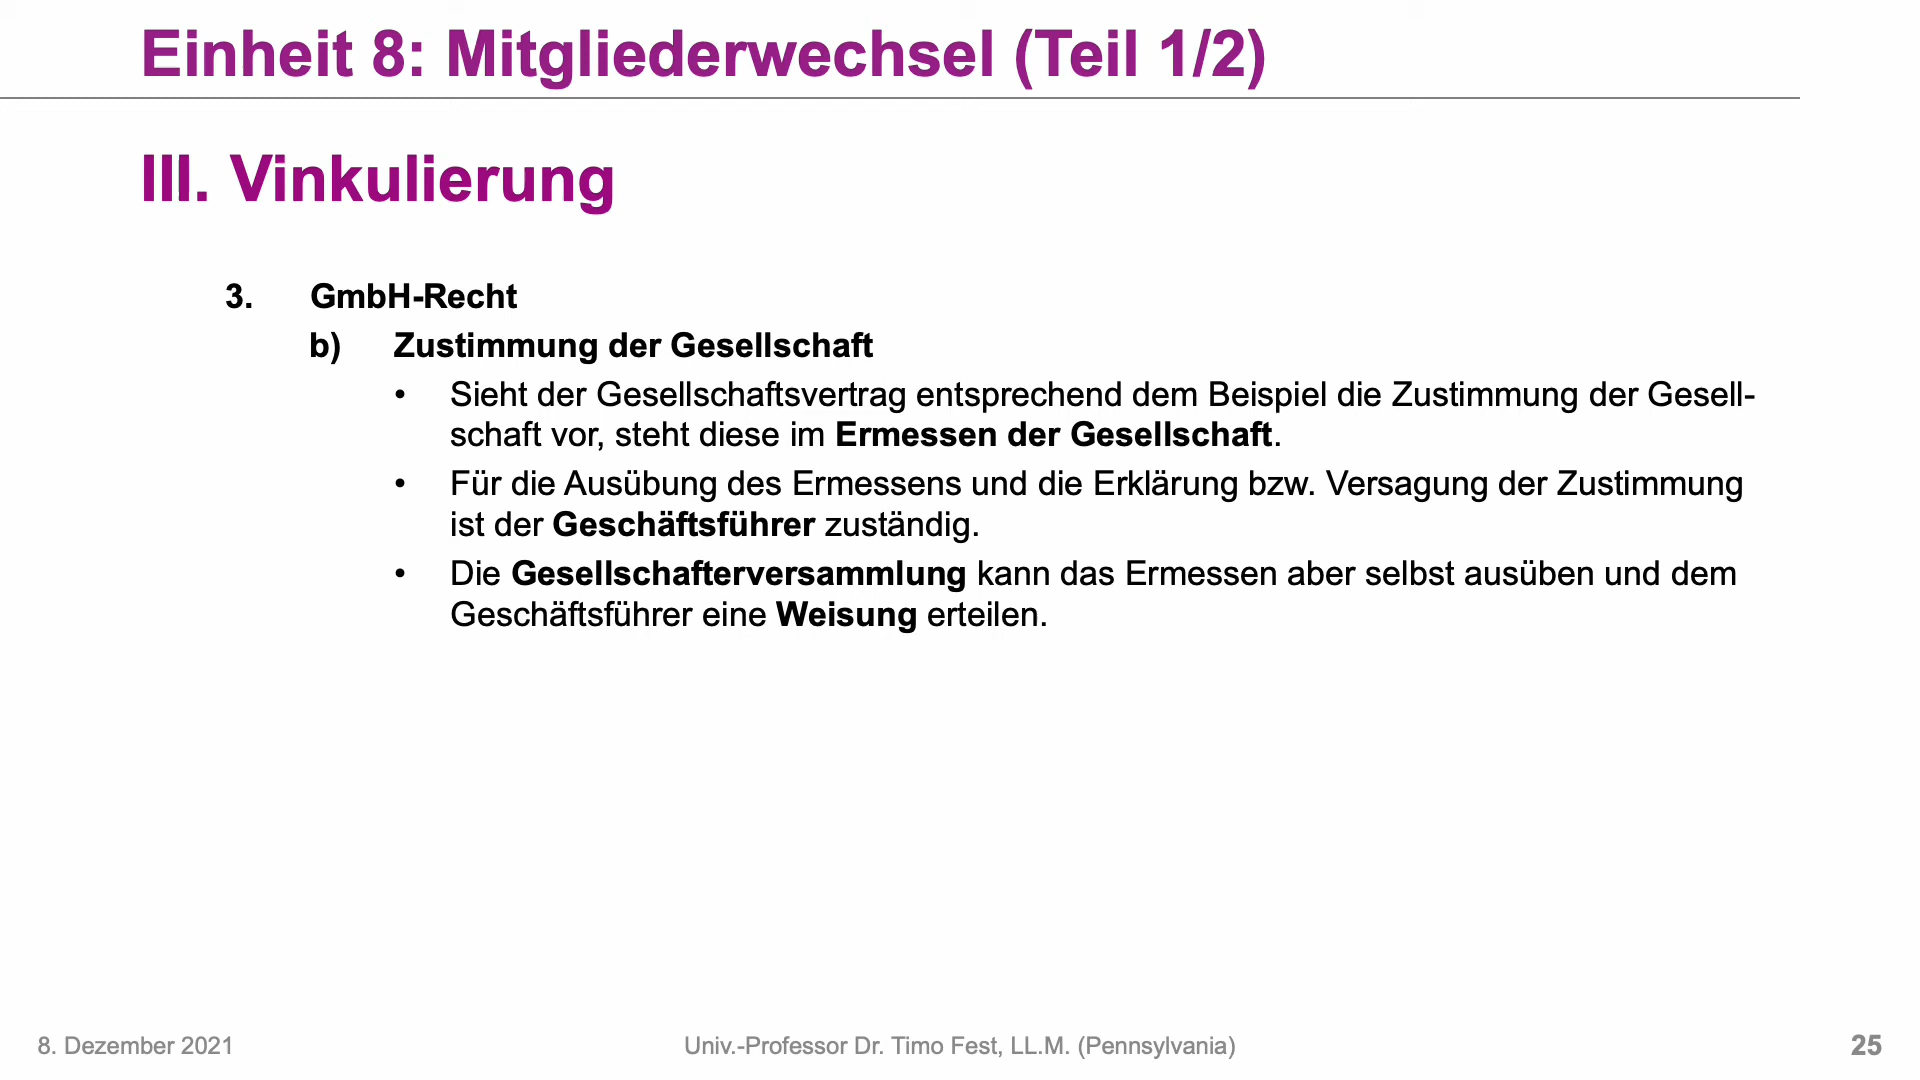 Einheit 8: Mitgliederwechsel (Teil 1/2)
III. Vinkulierung
3. GmbH-Recht
b) Zustimmung der Gesellschaft
• Sieht der Gesellschaftsvertrag entsprechend dem Beispiel die Zustimmung der Gesell-
schaft vor, steht diese im Ermessen der Gesellschaft.
• Für die Ausübung des Ermessens und die Erklärung bzw. Versagung der Zustimmung
ist der Geschäftsführer zuständig.
• Die Gesellschafterversammlung kann das Ermessen aber selbst ausüben und dem
Geschäftsführer eine Weisung erteilen.
8. Dezember 2021 Univ.-Professor Dr. Timo Fest, LL.M. (Pennsylvania) 25